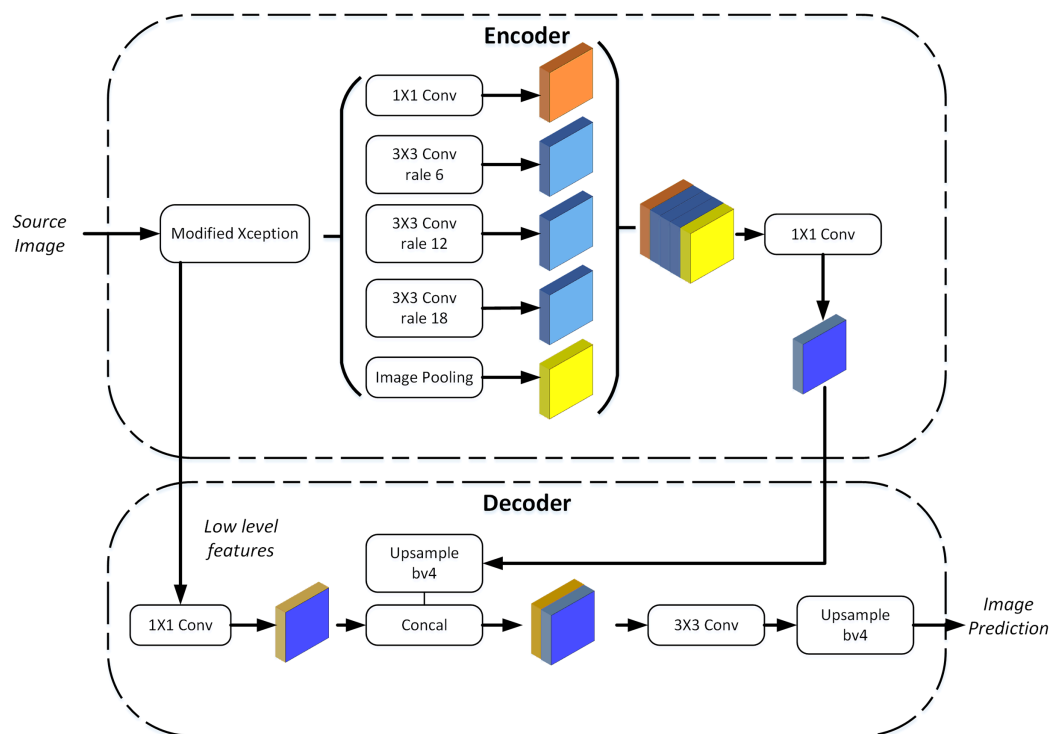 Encoder
1X1 Conv
3X3 Conv
rale 6
Source
Image
Modified Xception
3X3 Conv
rale 12
1X1 Conv
3X3 Conv
rale 18
Image Pooling
Decoder
Low level
features
Upsample
bv4
1X1 Conv
Concal
3X3 Conv
Upsample
bv4
Image
Prediction